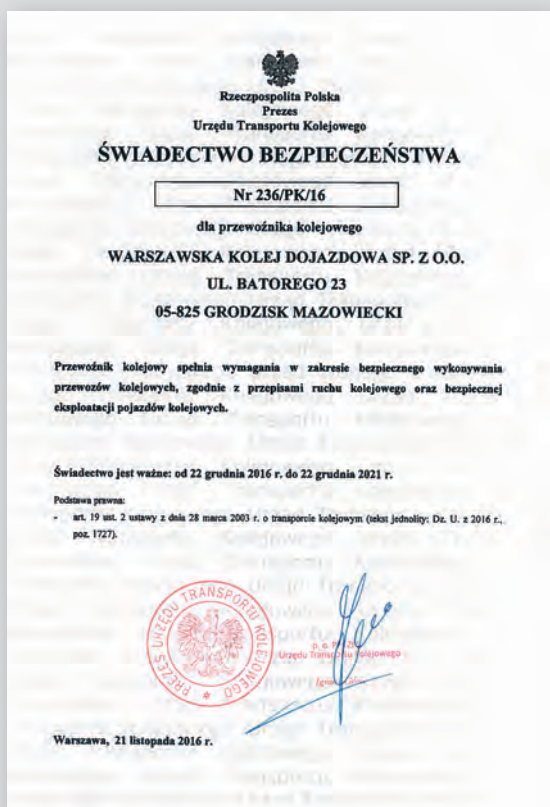 Rzeczpospolita Polska
Prezes
Urzędu Transportu Kolejowego
ŚWIADECTWO BEZPIECZEŃSTWA
Nr 236/PK/16
dla przewoźnika kolejowego
WARSZAWSKA KOLEJ DOJAZDOWA SP. Z O.O.
UL. BATOREGO 23
05-825 GRODZISK MAZOWIECKI
Przewoźnik kolejowy spełnia wymagania w zakresie bezpiecznego wykonywania
przewozów kolejowych, zgodnie z przepisami ruchu kolejowego oraz bezpiecznej
eksploatacji pojazdów kolejowych.
Świadectwo jest ważne: od 22 grudnia 2016 r. do 22 grudnia 2021 r.
Podstawa prawna:
- art. 19 ust. 2 ustawy z dnia 28 marca 2003 r. o transporcie kolejowym (tekst jednolity: Dz. U. z 2016 r.,
poz. 1727).
PREZES URZĘDU TRANSPORTU KOLEJOWEGO
p. o.
Urzędu Transportu Kolejowego
Warszawa, 21 listopada 2016 r.